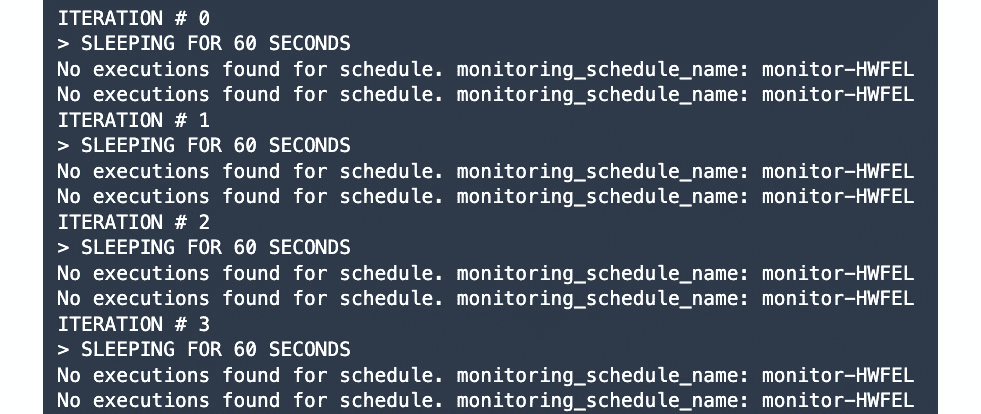 ITERATION # 0
> SLEEPING FOR 60 SECONDS
No executions found for schedule. monitoring_schedule_name: monitor-HWFEL
No executions found for schedule. monitoring_schedule_name: monitor-HWFEL
ITERATION # 1
> SLEEPING FOR 60 SECONDS
No executions found for schedule. monitoring_schedule_name: monitor-HWFEL
No executions found for schedule. monitoring_schedule_name: monitor-HWFEL
ITERATION # 2
> SLEEPING FOR 60 SECONDS
No executions found for schedule. monitoring_schedule_name: monitor-HWFEL
No executions found for schedule. monitoring_schedule_name: monitor-HWFEL
ITERATION # 3
> SLEEPING FOR 60 SECONDS
No executions found for schedule. monitoring_schedule_name: monitor-HWFEL
No executions found for schedule. monitoring_schedule_name: monitor-HWFEL